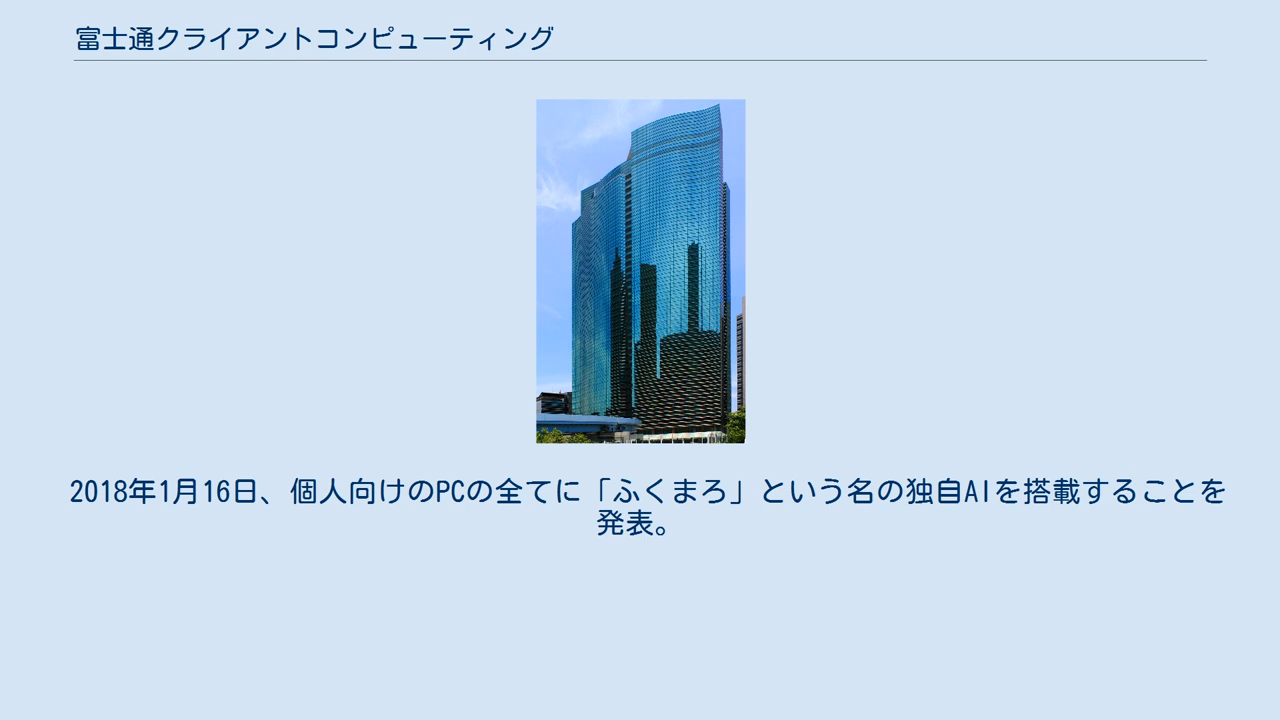 富士通クライアントコンピューティング
2018年1月16日、個人向けのPCの全てに「ふくまろ」という名の独自AIを搭載することを
発表。